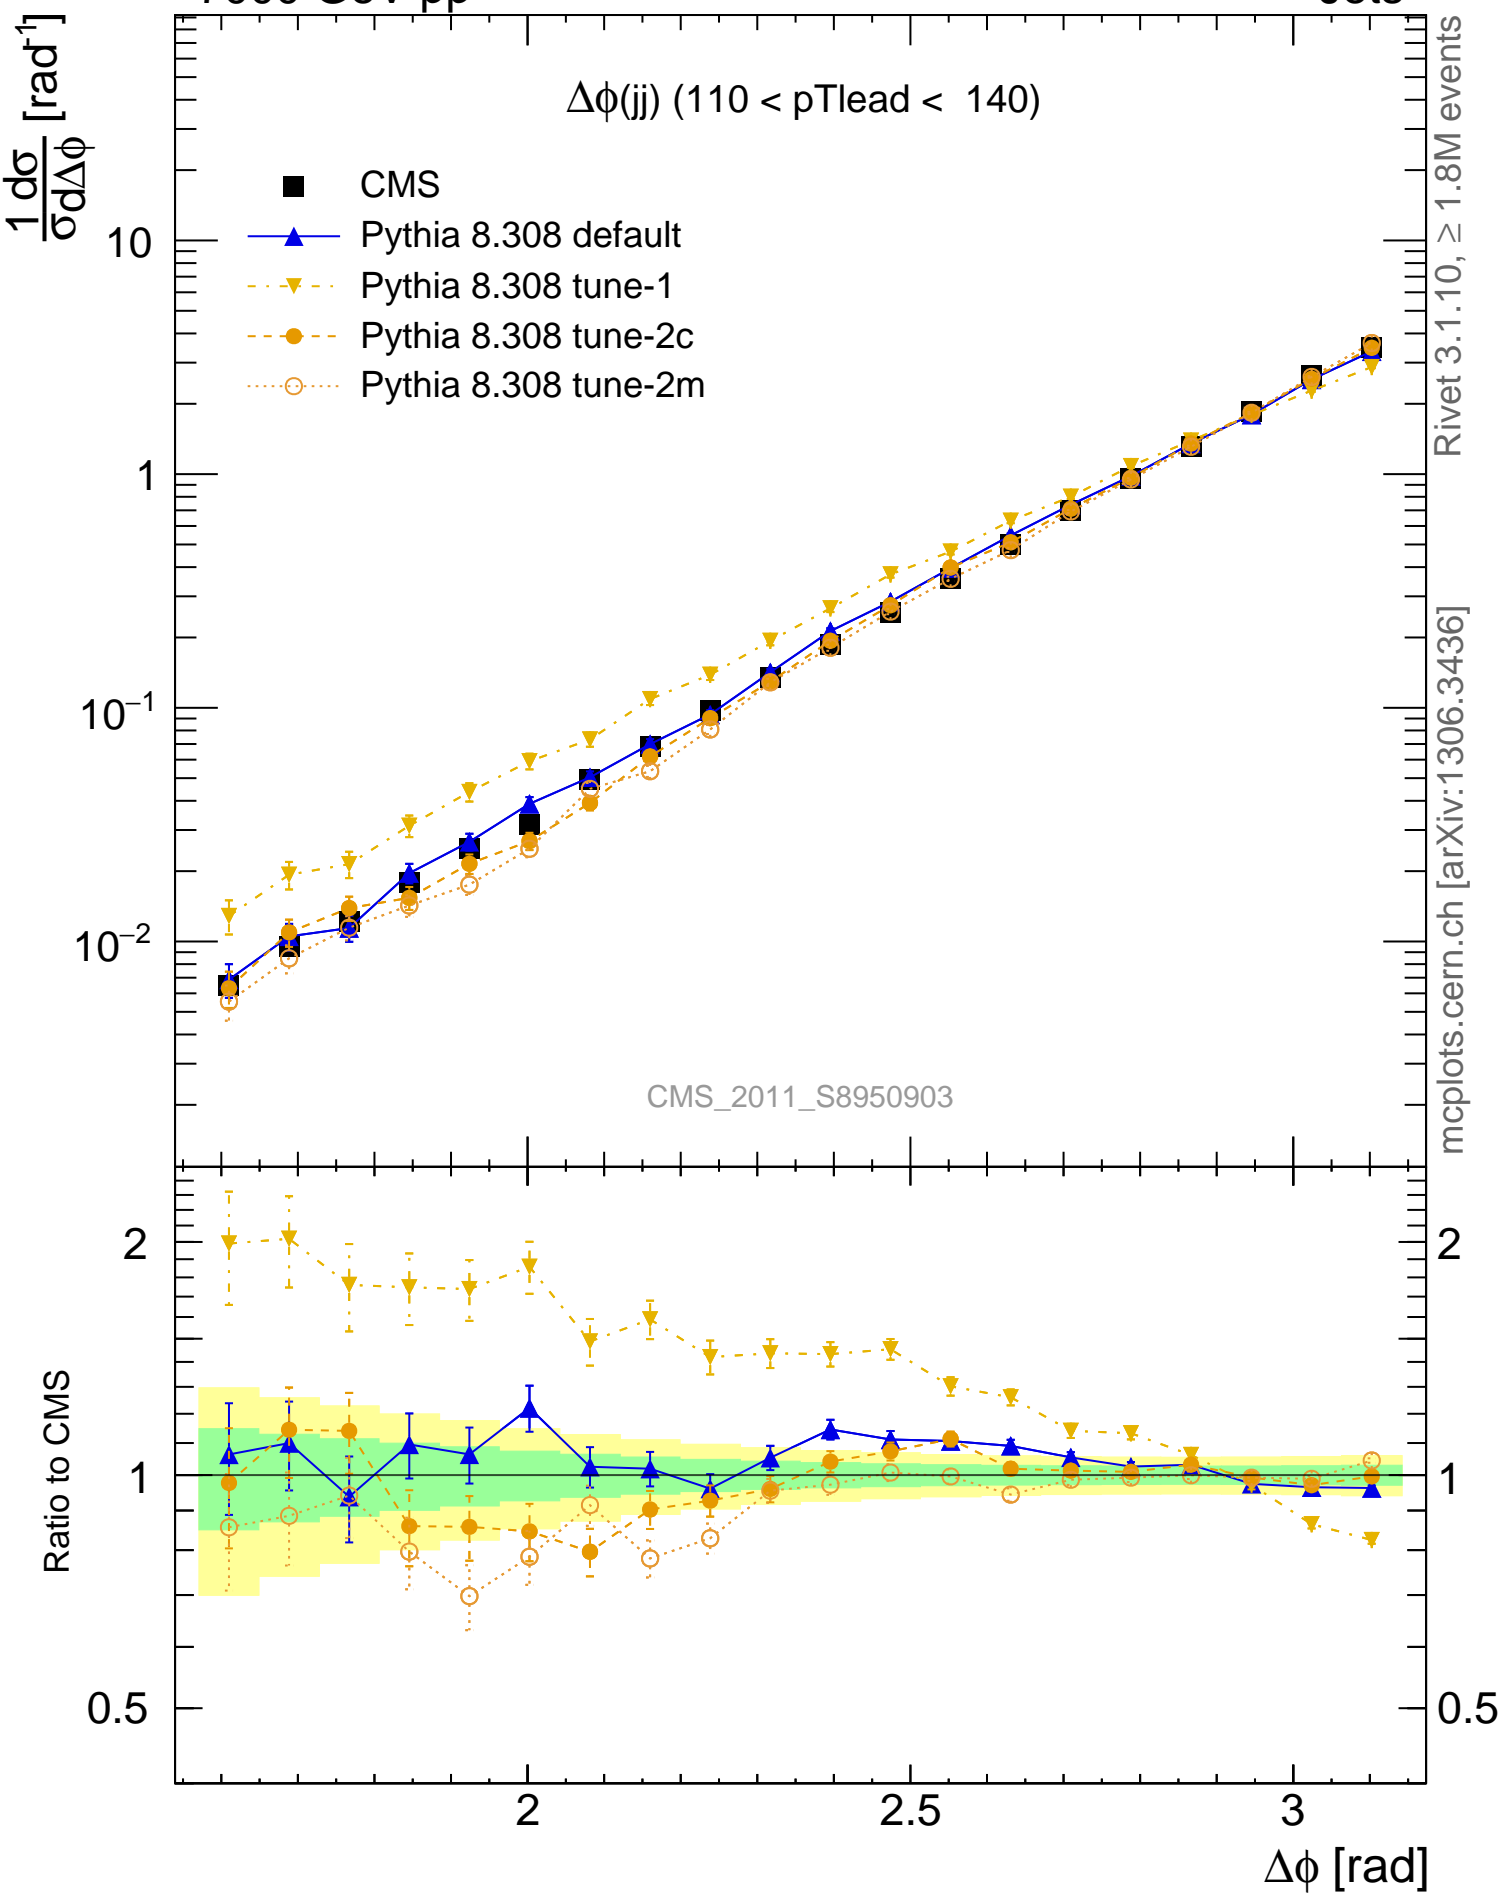 Δϕ(jj) (110 < pTlead < 140)
1 dσ
σ dΔϕ [rad⁻¹]
CMS
Pythia 8.308 default
Pythia 8.308 tune-1
Pythia 8.308 tune-2c
Pythia 8.308 tune-2m
10
1
10⁻¹
10⁻²
CMS_2011_S8950903
Rivet 3.1.10, ≥ 1.8M events
mcplots.cern.ch [arXiv:1306.3436]
Ratio to CMS
2
1
0.5
2
1
0.5
2
2.5
3
Δϕ [rad]